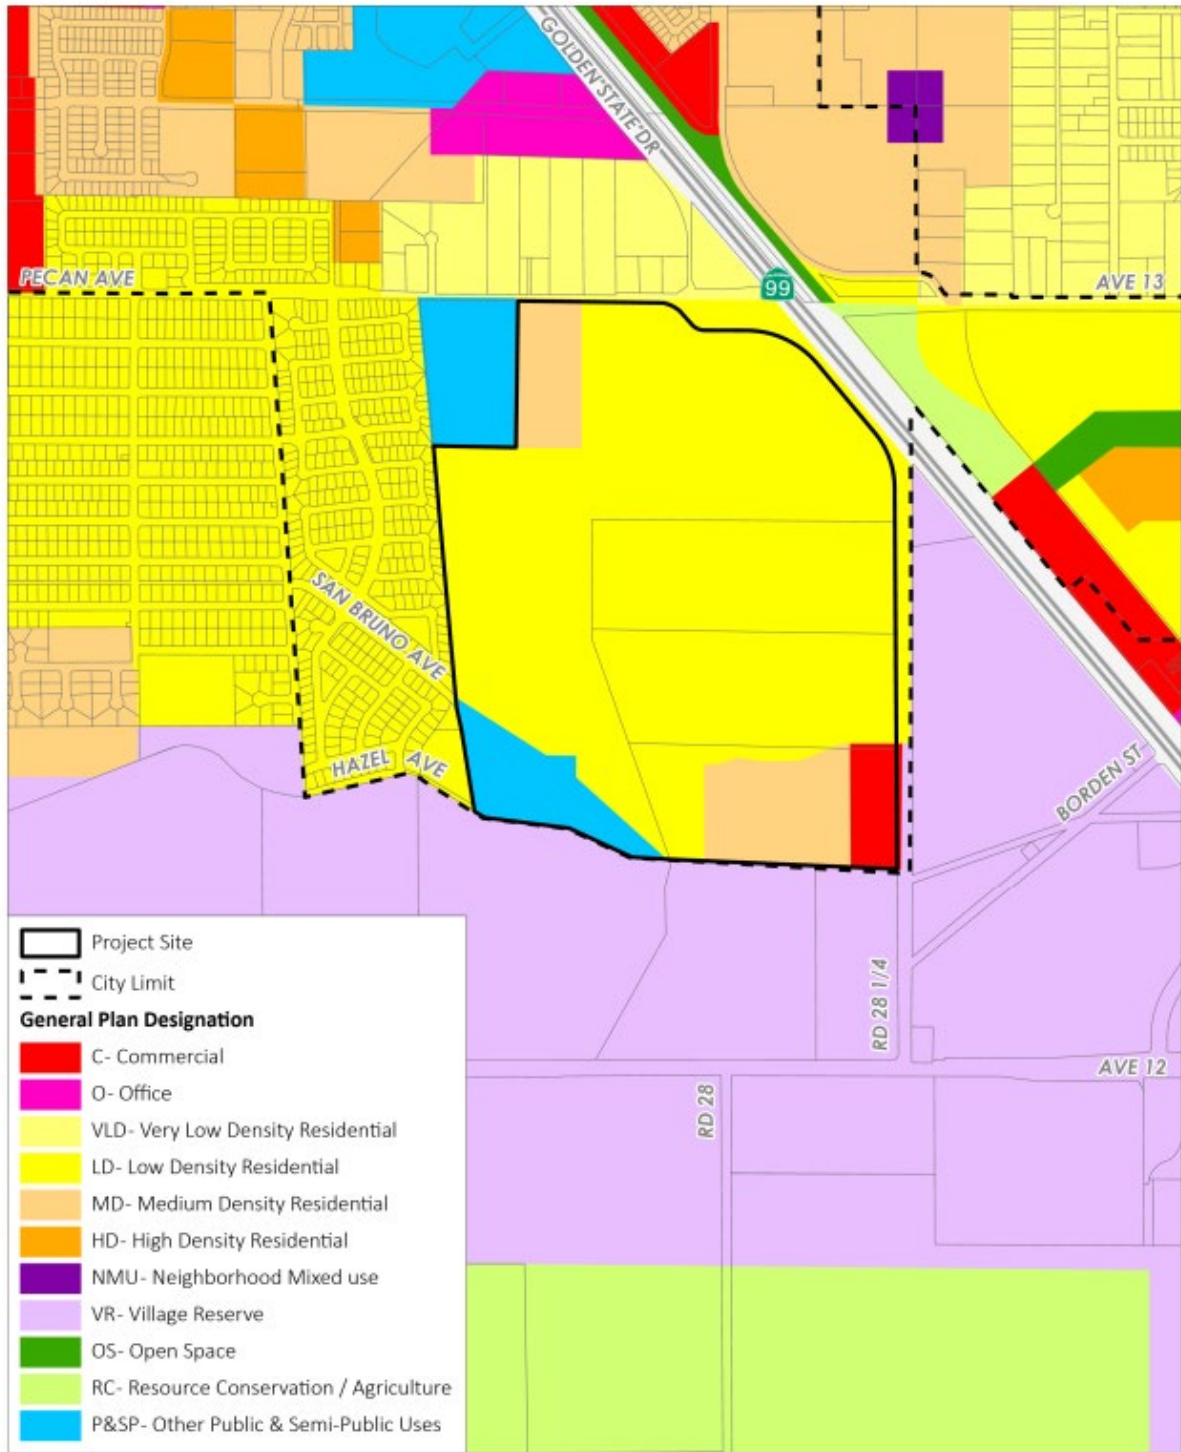 GOLDEN STATE DR
PECAN AVE
99
AVE 13
SAN BRUNO AVE
HAZEL AVE
BORDEN ST
RD 28 1/4
AVE 12
RD 28
Project Site
City Limit
General Plan Designation
C- Commercial
O- Office
VLD- Very Low Density Residential
LD- Low Density Residential
MD- Medium Density Residential
HD- High Density Residential
NMU- Neighborhood Mixed use
VR- Village Reserve
OS- Open Space
RC- Resource Conservation / Agriculture
P&SP- Other Public & Semi-Public Uses